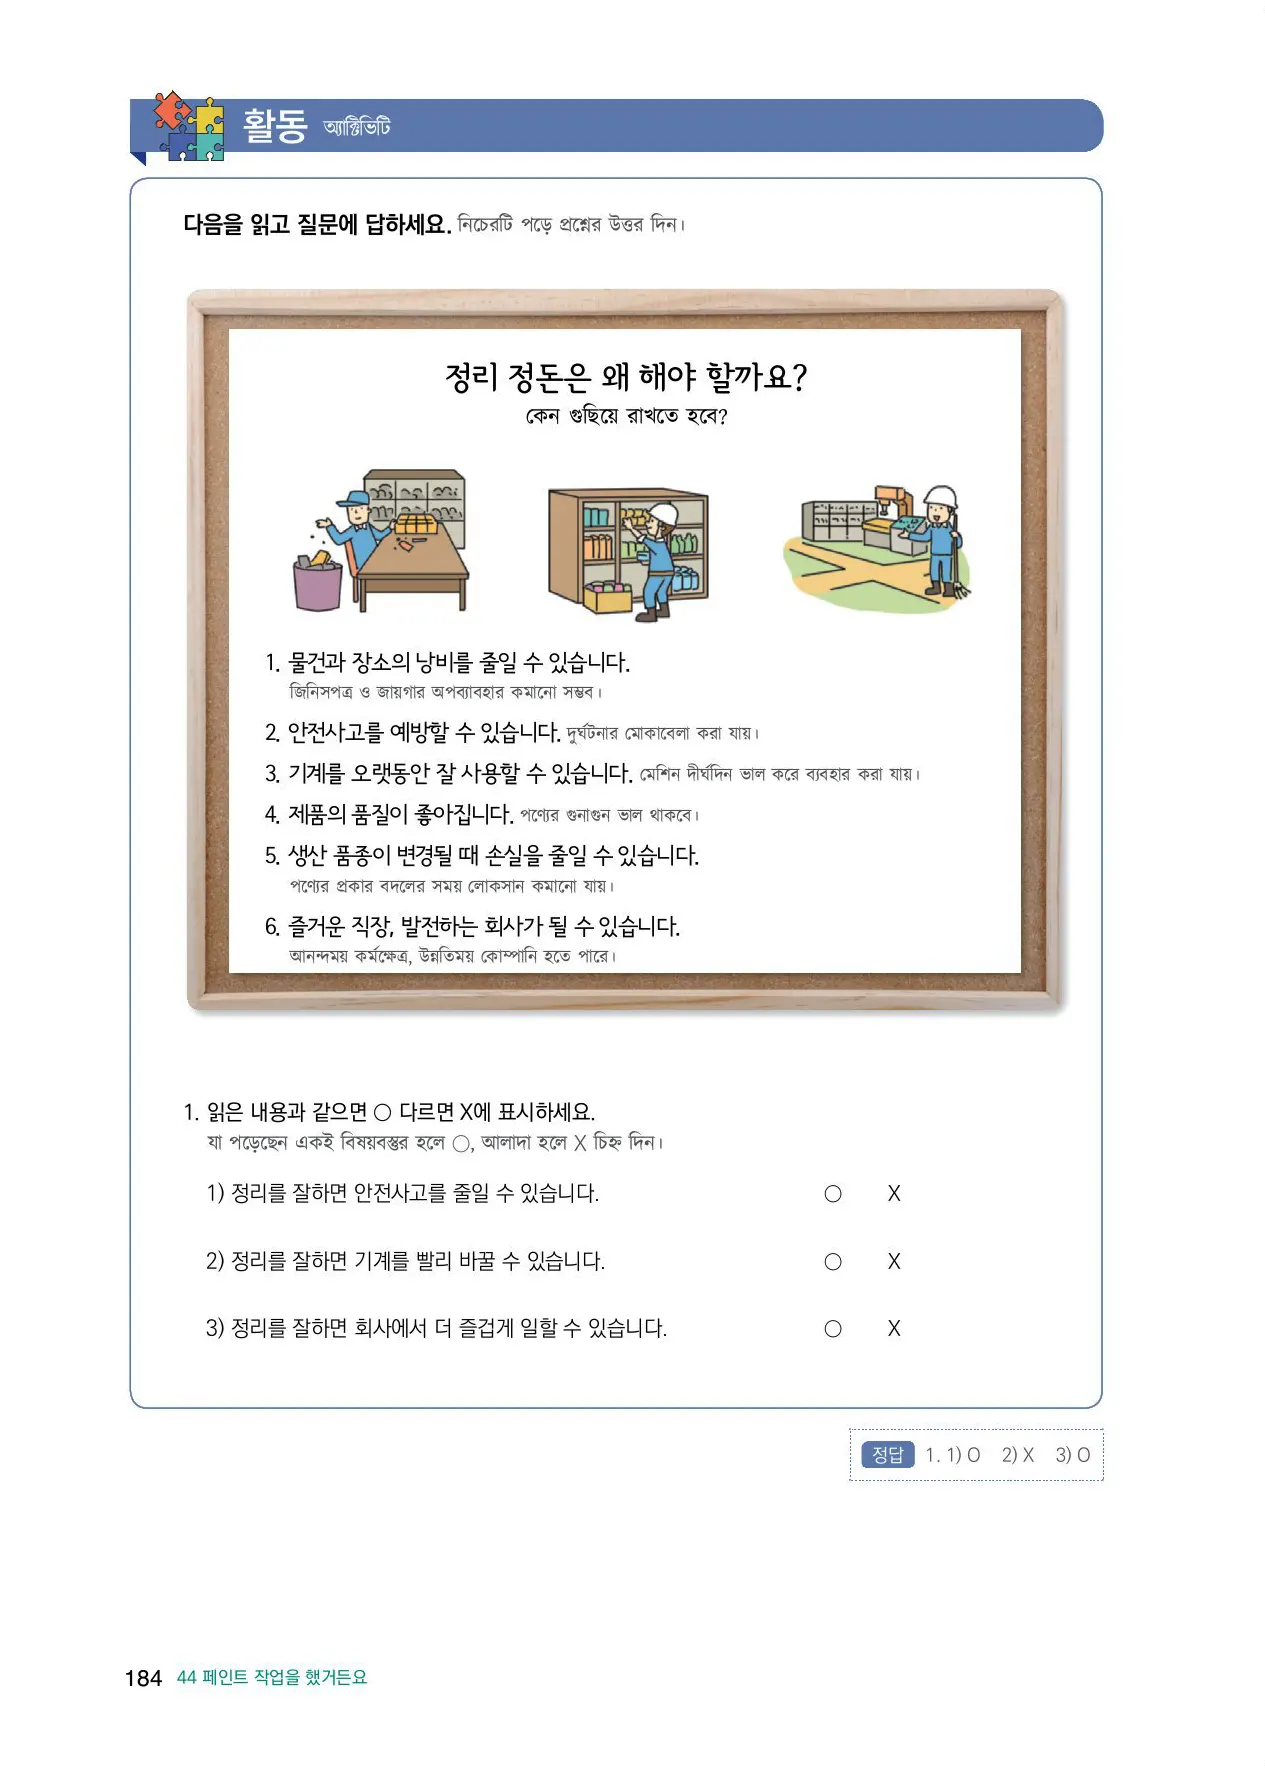 활동 অ্যাক্টিভিটি
다음을 읽고 질문에 답하세요. নিচেরটি পড়ে প্রশ্নের উত্তর দিন।
정리 정돈은 왜 해야 할까요?
কেন গুছিয়ে রাখতে হবে?
1. 물건과 장소의 낭비를 줄일 수 있습니다.
জিনিসপত্র ও জায়গার অপব্যাবহার কমানো সম্ভব।
2. 안전사고를 예방할 수 있습니다. দুর্ঘটনার মোকাবেলা করা যায়।
3. 기계를 오랫동안 잘 사용할 수 있습니다. মেশিন দীর্ঘদিন ভাল করে ব্যবহার করা যায়।
4. 제품의 품질이 좋아집니다. পণ্যের গুনাগুন ভাল থাকবে।
5. 생산 품종이 변경될 때 손실을 줄일 수 있습니다.
পণ্যের প্রকার বদলের সময় লোকসান কমানো যায়।
6. 즐거운 직장, 발전하는 회사가 될 수 있습니다.
আনন্দময় কর্মক্ষেত্র, উন্নতিময় কোম্পানি হতে পারে।
1. 읽은 내용과 같으면 ○ 다르면 X에 표시하세요.
যা পড়েছেন একই বিষয়বস্তুর হলে ○, আলাদা হলে X চিহ্ন দিন।
1) 정리를 잘하면 안전사고를 줄일 수 있습니다. ○ X
2) 정리를 잘하면 기계를 빨리 바꿀 수 있습니다. ○ X
3) 정리를 잘하면 회사에서 더 즐겁게 일할 수 있습니다. ○ X
정답 1. 1) O 2) X 3) O
184 44 페인트 작업을 했거든요